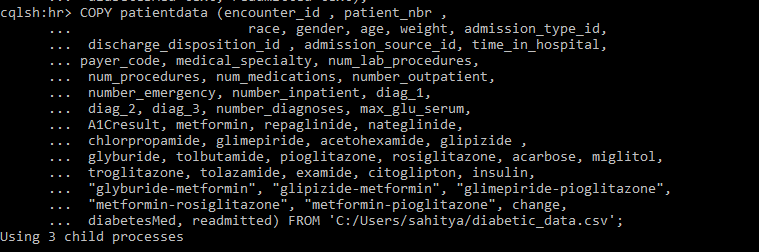 cqlsh:hr> COPY patientdata (encounter_id , patient_nbr ,
... race, gender, age, weight, admission_type_id,
... discharge_disposition_id , admission_source_id, time_in_hospital,
... payer_code, medical_specialty, num_lab_procedures,
... num_procedures, num_medications, number_outpatient,
... number_emergency, number_inpatient, diag_1,
... diag_2, diag_3, number_diagnoses, max_glu_serum,
... A1Cresult, metformin, repaglinide, nateglinide,
... chlorpropamide, glimepiride, acetohexamide, glipizide ,
... glyburide, tolbutamide, pioglitazone, rosiglitazone, acarbose, miglitol,
... troglitazone, tolazamide, examide, citoglipton, insulin,
... "glyburide-metformin", "glipizide-metformin", "glimepiride-pioglitazone",
... "metformin-rosiglitazone", "metformin-pioglitazone", change,
... diabetesMed, readmitted) FROM 'C:/Users/sahitya/diabetic_data.csv';
Using 3 child processes